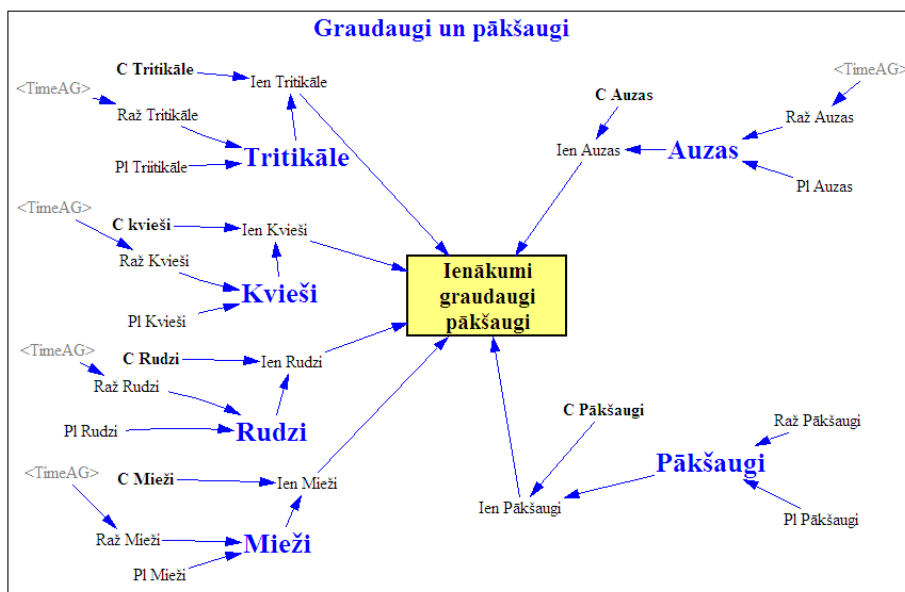 Graudaugi un pākšaugi
C Tritikāle
Ien Tritikāle
<TimeAG>
Raž Tritikāle
Tritikāle
Pl Triitikāle
C Auzas
<TimeAG>
Raž Auzas
Ien Auzas
Auzas
Pl Auzas
<TimeAG>
C kvieši
Ien Kvieši
Raž Kvieši
Kvieši
Pl Kvieši
Ienākumi
graudaugi
pākšaugi
<TimeAG>
C Rudzi
Ien Rudzi
Raž Rudzi
Pl Rudzi
Rudzi
<TimeAG>
C Mieži
Ien Mieži
Raž Mieži
Mieži
Pl Mieži
C Pākšaugi
Raž Pākšaugi
Pākšaugi
Ien Pākšaugi
Pl Pākšaugi